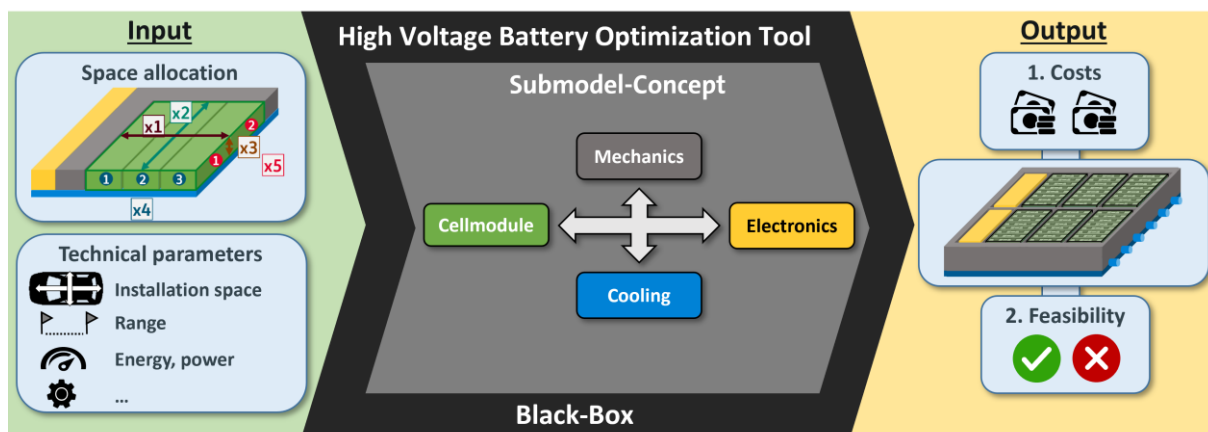 Input
Space allocation
x1
x2
x3
x4
x5
1
2
3
1
2
Technical parameters
Installation space
Range
Energy, power
...
High Voltage Battery Optimization Tool
Submodel-Concept
Mechanics
Cellmodule
Electronics
Cooling
Black-Box
Output
1. Costs
2. Feasibility